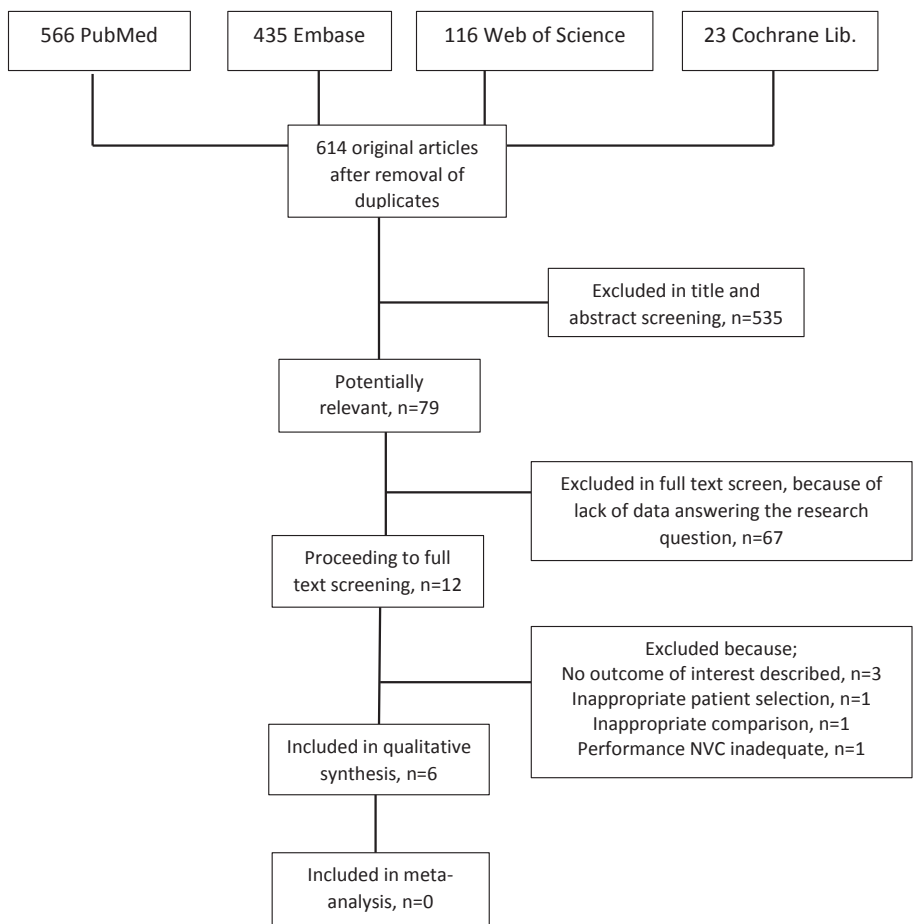 566 PubMed
435 Embase
116 Web of Science
23 Cochrane Lib.
614 original articles
after removal of
duplicates
Excluded in title and
abstract screening, n=535
Potentially
relevant, n=79
Excluded in full text screen, because of
lack of data answering the research
question, n=67
Proceeding to full
text screening, n=12
Excluded because;
No outcome of interest described, n=3
Inappropriate patient selection, n=1
Inappropriate comparison, n=1
Performance NVC inadequate, n=1
Included in qualitative
synthesis, n=6
Included in meta-
analysis, n=0